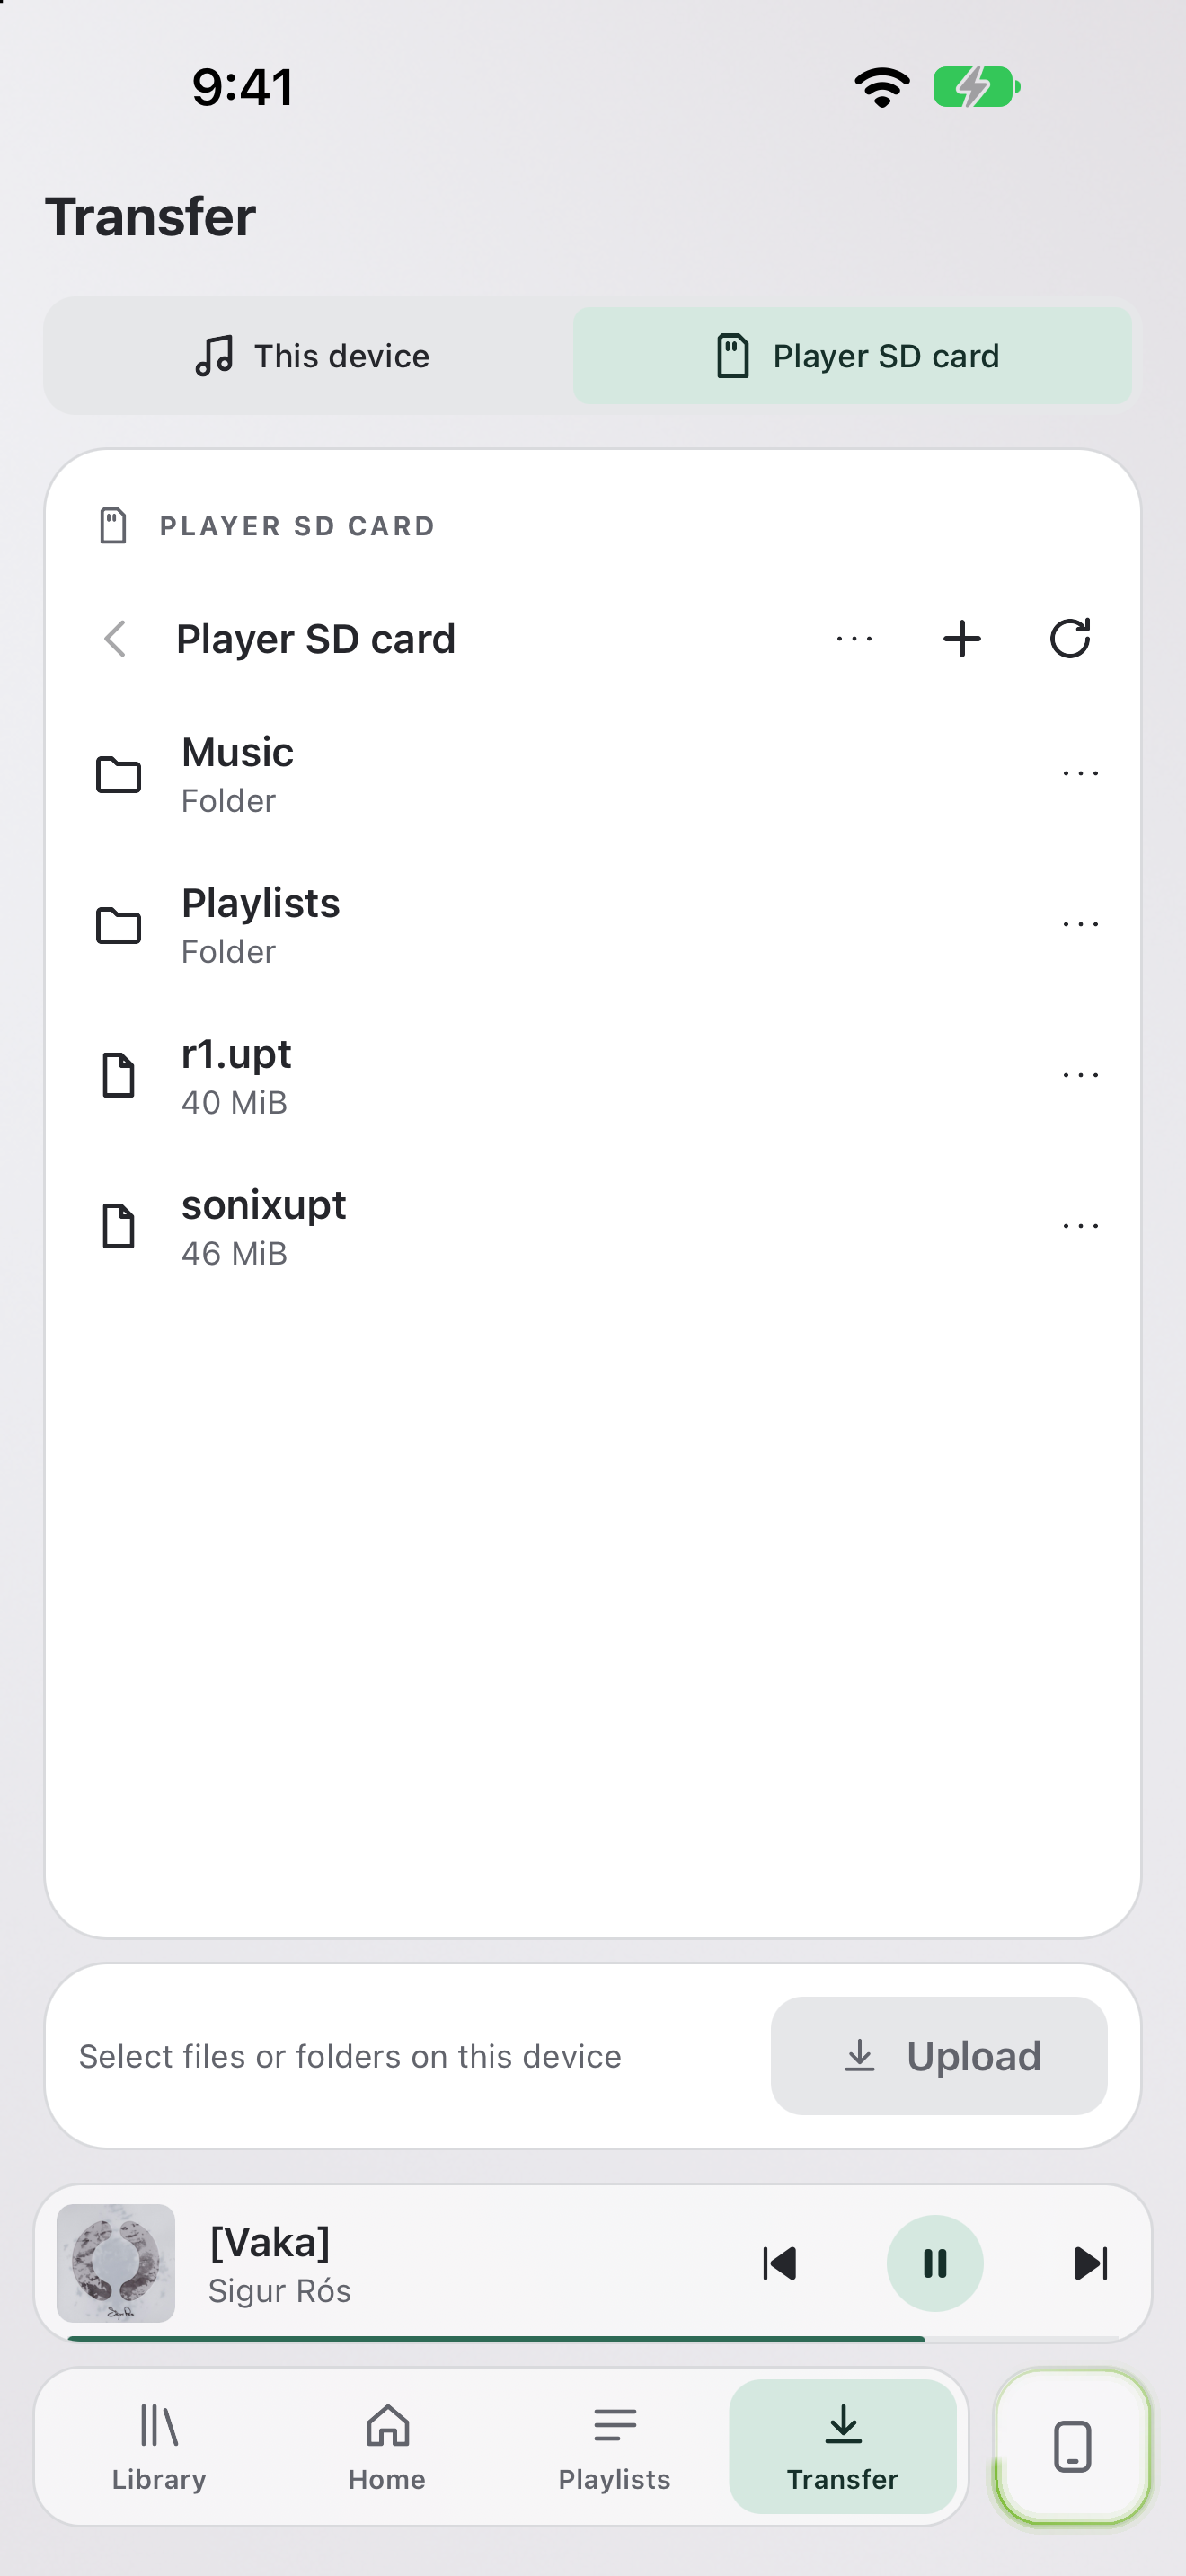 9:41
Transfer
This device
Player SD card
PLAYER SD CARD
Player SD card
Music
Folder
Playlists
Folder
r1.upt
40 MiB
sonixupt
46 MiB
Select files or folders on this device
Upload
[Vaka]
Sigur Rós
Library
Home
Playlists
Transfer